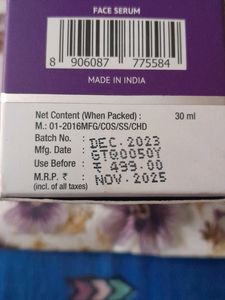 FACE SERUM
8 906087 775584
MADE IN INDIA
Net Content (When Packed) : 30 ml
M.: 01-2016MFG/COS/SS/CHD
Batch No. :
DEC.2023
Mfg. Date : GTG0050Y
Use Before : ₹ 499.00
M.R.P. ₹ : NOV.2025
(incl. of all taxes)